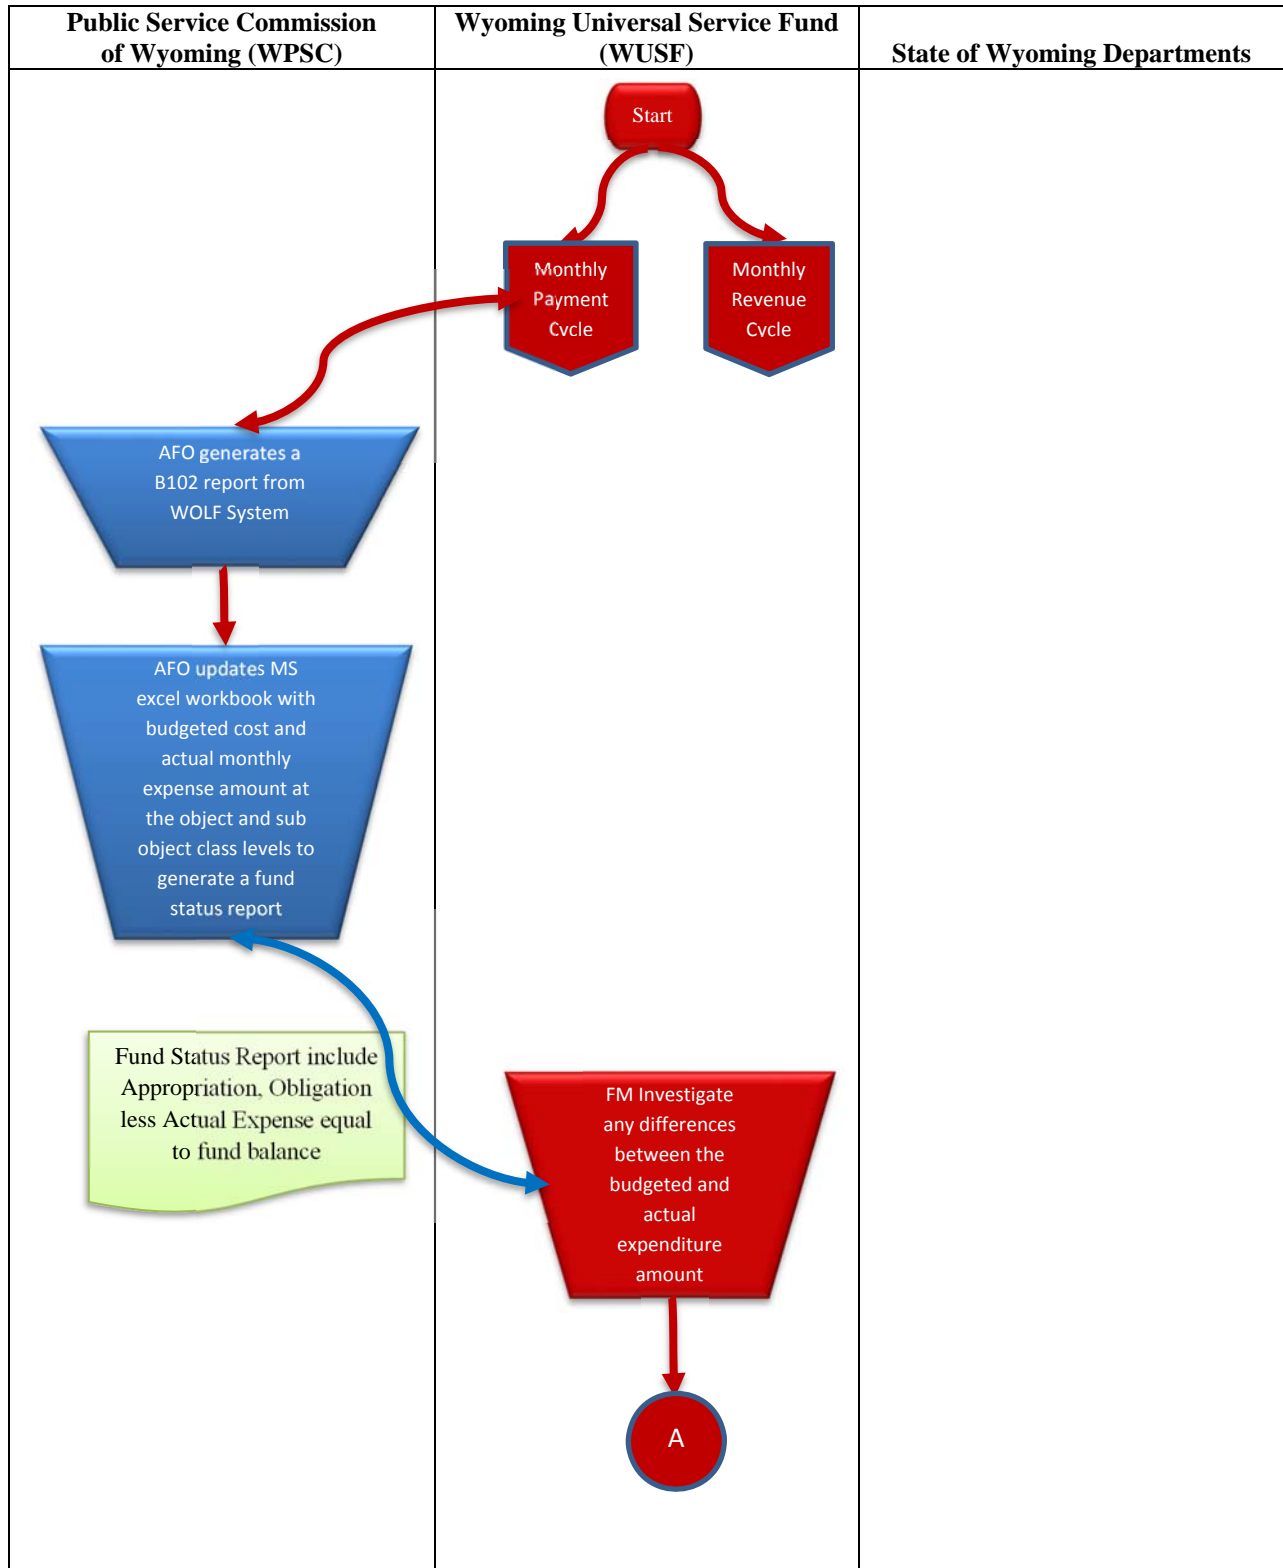 Public Service Commission
of Wyoming (WPSC)
Wyoming Universal Service Fund
(WUSF)
State of Wyoming Departments
Start
Monthly
Payment
Cycle
Monthly
Revenue
Cycle
AFO generates a
B102 report from
WOLF System
AFO updates MS
excel workbook with
budgeted cost and
actual monthly
expense amount at
the object and sub
object class levels to
generate a fund
status report
Fund Status Report include
Appropriation, Obligation
less Actual Expense equal
to fund balance
FM Investigate
any differences
between the
budgeted and
actual
expenditure
amount
A